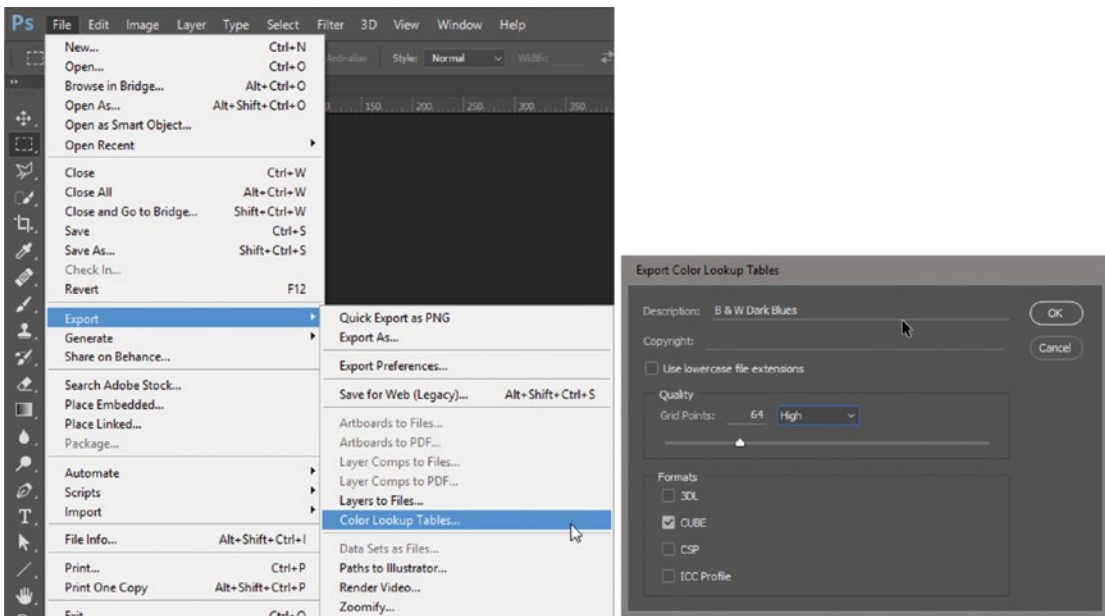 Ps File Edit Image Layer Type Select Filter 3D View Window Help
Anti-alias Style: Normal Width:
150 200 250 300 350
New... Ctrl+N
Open... Ctrl+O
Browse in Bridge... Alt+Ctrl+O
Open As... Alt+Shift+Ctrl+O
Open as Smart Object...
Open Recent
Close Ctrl+W
Close All Alt+Ctrl+W
Close and Go to Bridge... Shift+Ctrl+W
Save Ctrl+S
Save As... Shift+Ctrl+S
Check In...
Revert F12
Export
Generate
Share on Behance...
Search Adobe Stock...
Place Embedded...
Place Linked...
Package...
Automate
Scripts
Import
File Info... Alt+Shift+Ctrl+I
Print... Ctrl+P
Print One Copy Alt+Shift+Ctrl+P
Exit Ctrl+Q
Quick Export as PNG
Export As...
Export Preferences...
Save for Web (Legacy)... Alt+Shift+Ctrl+S
Artboards to Files...
Artboards to PDF...
Layer Comps to Files...
Layer Comps to PDF...
Layers to Files...
Color Lookup Tables...
Data Sets as Files...
Paths to Illustrator...
Render Video...
Zoomify...
Export Color Lookup Tables
Description: B & W Dark Blues
OK
Copyright:
Cancel
Use lowercase file extensions
Quality
Grid Points: 64 High
Formats
3DL
CUBE
CSP
ICC Profile